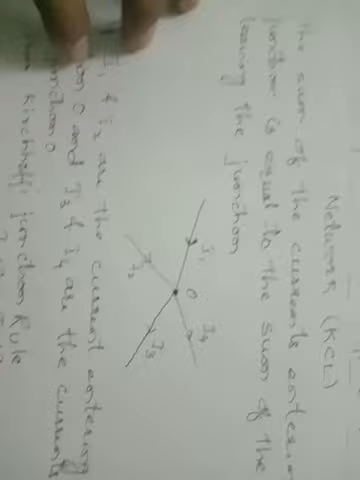 Network (KCL)
the sum of the currents entering
junction is equal to the sum of the
leaving the junction
I1
I4
O
I2
I3
I1 & I2 are the current entering
O and I3 & I4 are the currents
junction O
Kirchhoff junction Rule